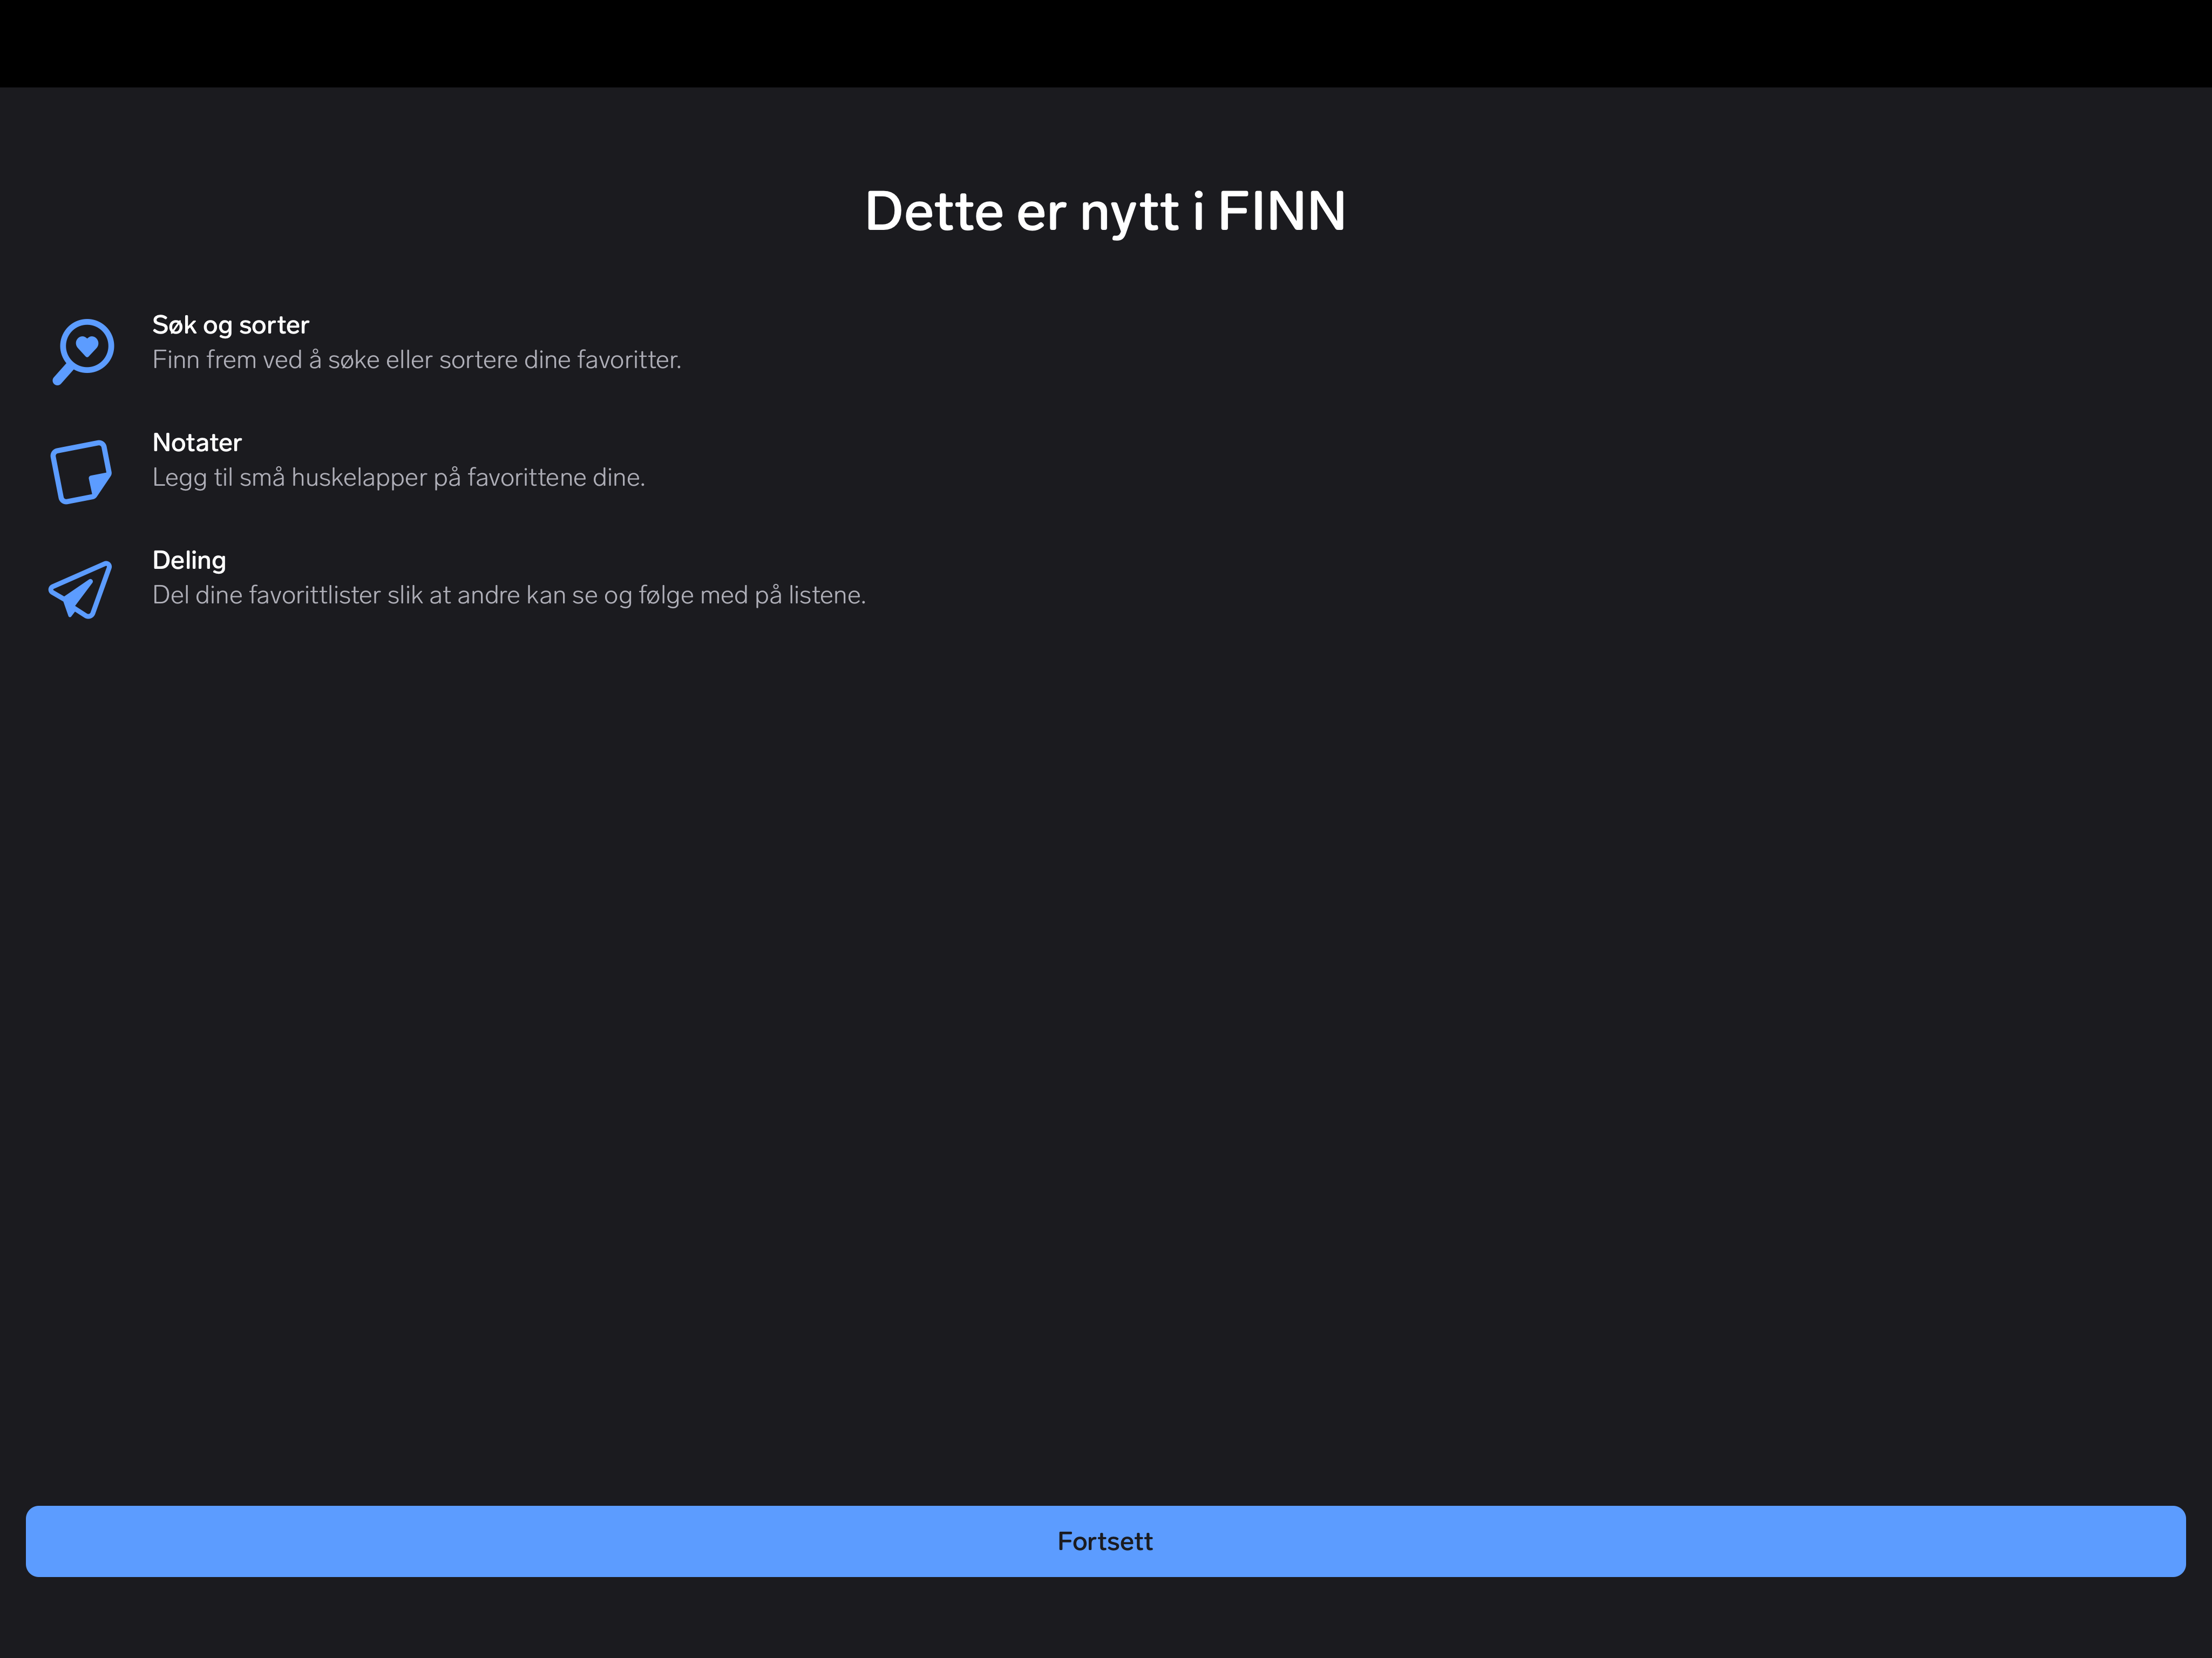 Dette er nytt i FINN
Søk og sorter
Finn frem ved å søke eller sortere dine favoritter.
Notater
Legg til små huskelapper på favorittene dine.
Deling
Del dine favorittlister slik at andre kan se og følge med på listene.
Fortsett